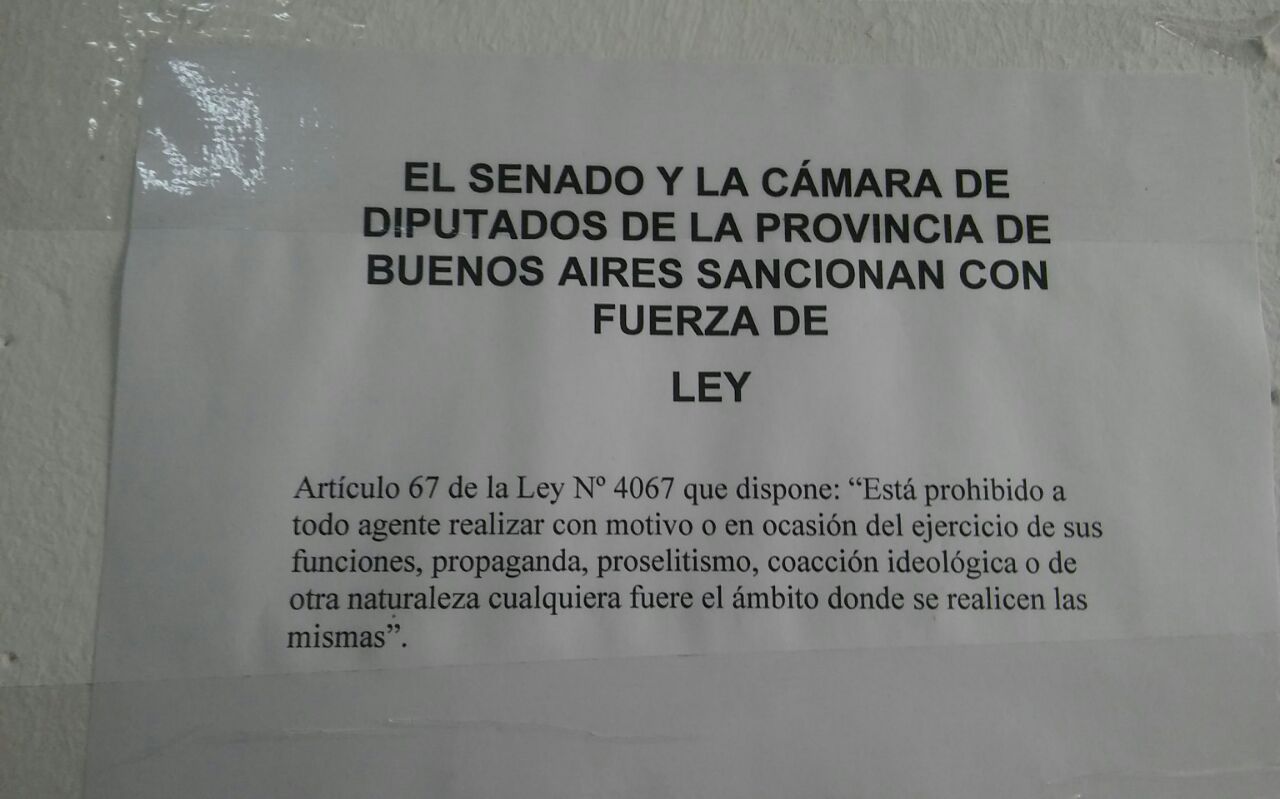 EL SENADO Y LA CÁMARA DE
DIPUTADOS DE LA PROVINCIA DE
BUENOS AIRES SANCIONAN CON
FUERZA DE
LEY
Artículo 67 de la Ley Nº 4067 que dispone: “Está prohibido a
todo agente realizar con motivo o en ocasión del ejercicio de sus
funciones, propaganda, proselitismo, coacción ideológica o de
otra naturaleza cualquiera fuere el ámbito donde se realicen las
mismas”.